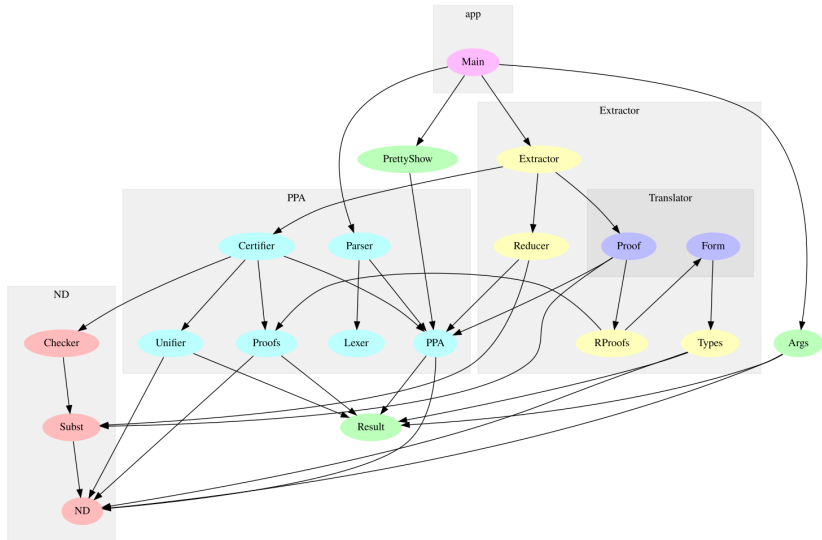 app
Main
Extractor
PrettyShow
Extractor
PPA
Translator
Certifier
Parser
Reducer
Proof
Form
ND
Checker
Unifier
Proofs
Lexer
PPA
RProofs
Types
Args
Subst
Result
ND